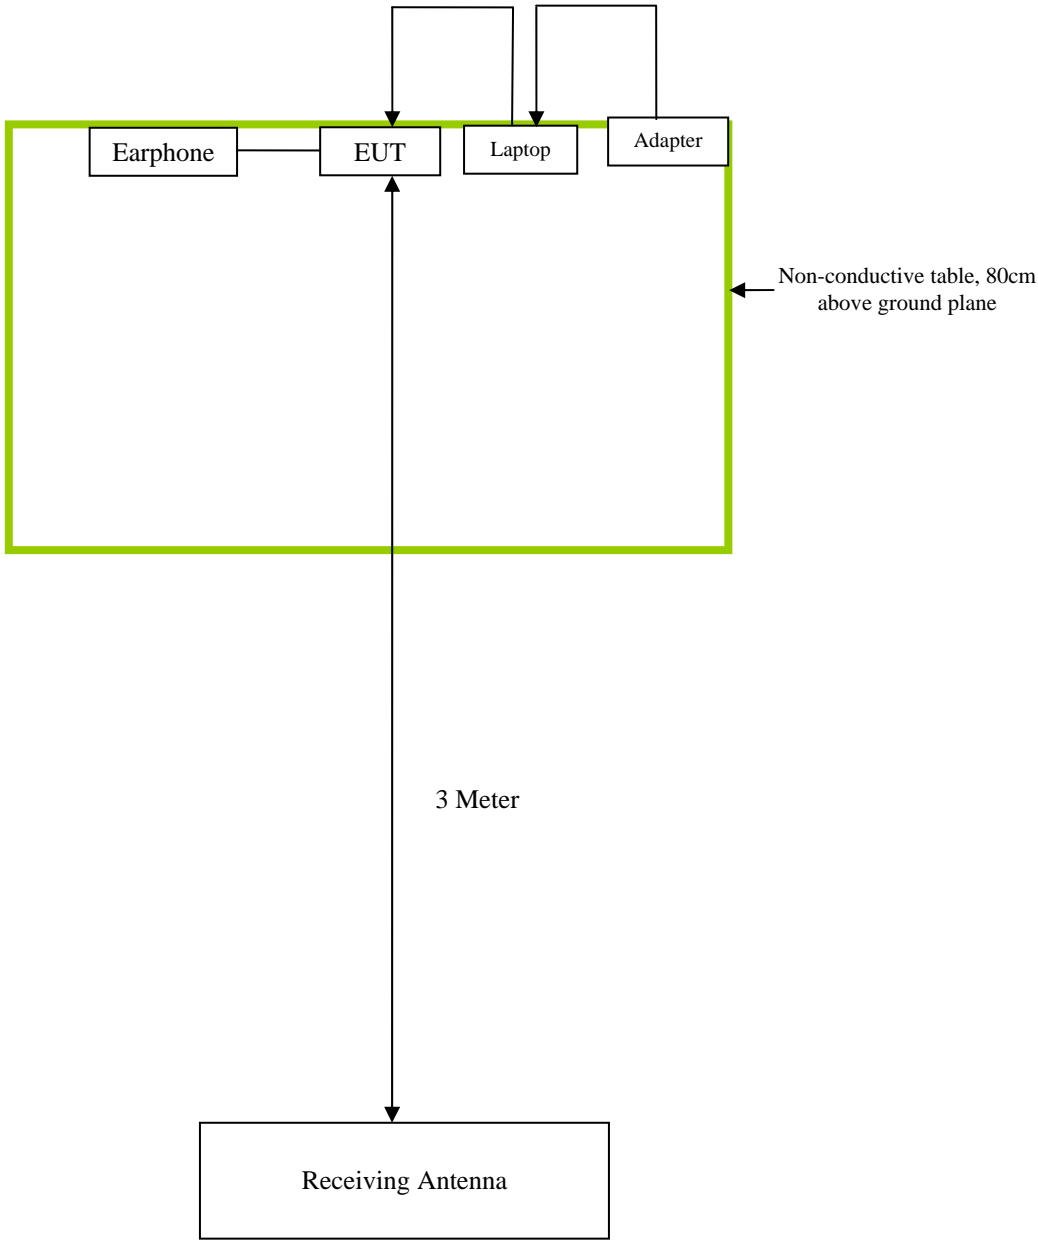 Earphone
EUT
Laptop
Adapter
Non-conductive table, 80cm
above ground plane
3 Meter
Receiving Antenna